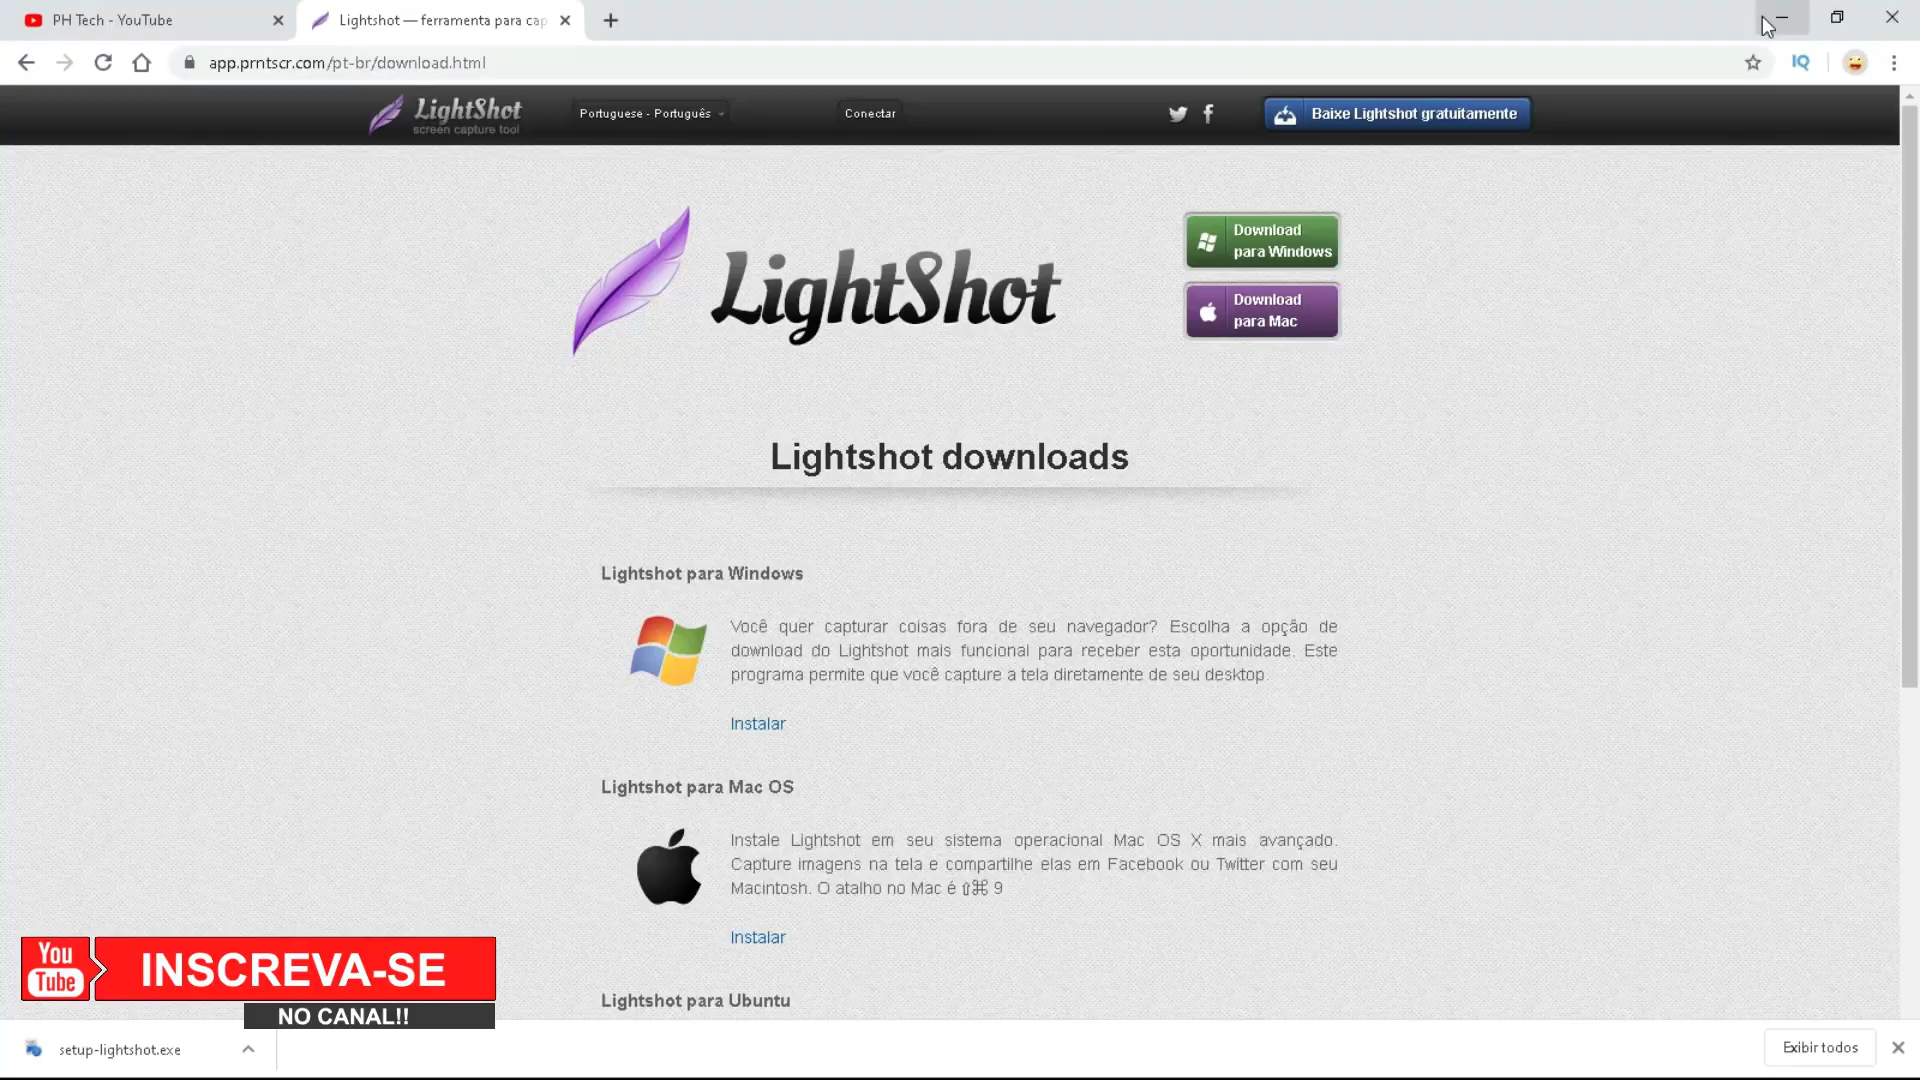 PH Tech - YouTube
Lightshot — ferramenta para cap
app.prntscr.com/pt-br/download.html
IQ
LightShot
screen capture tool
Portuguese - Português
Conectar
Baixe Lightshot gratuitamente
LightShot
Download
para Windows
Download
para Mac
Lightshot downloads
Lightshot para Windows
Você quer capturar coisas fora de seu navegador? Escolha a opção de
download do Lightshot mais funcional para receber esta oportunidade. Este
programa permite que você capture a tela diretamente de seu desktop.
Instalar
Lightshot para Mac OS
Instale Lightshot em seu sistema operacional Mac OS X mais avançado.
Capture imagens na tela e compartilhe elas em Facebook ou Twitter com seu
Macintosh. O atalho no Mac é ⇧⌘ 9
Instalar
Lightshot para Ubuntu
You
Tube
INSCREVA-SE
NO CANAL!!
setup-lightshot.exe
Exibir todos